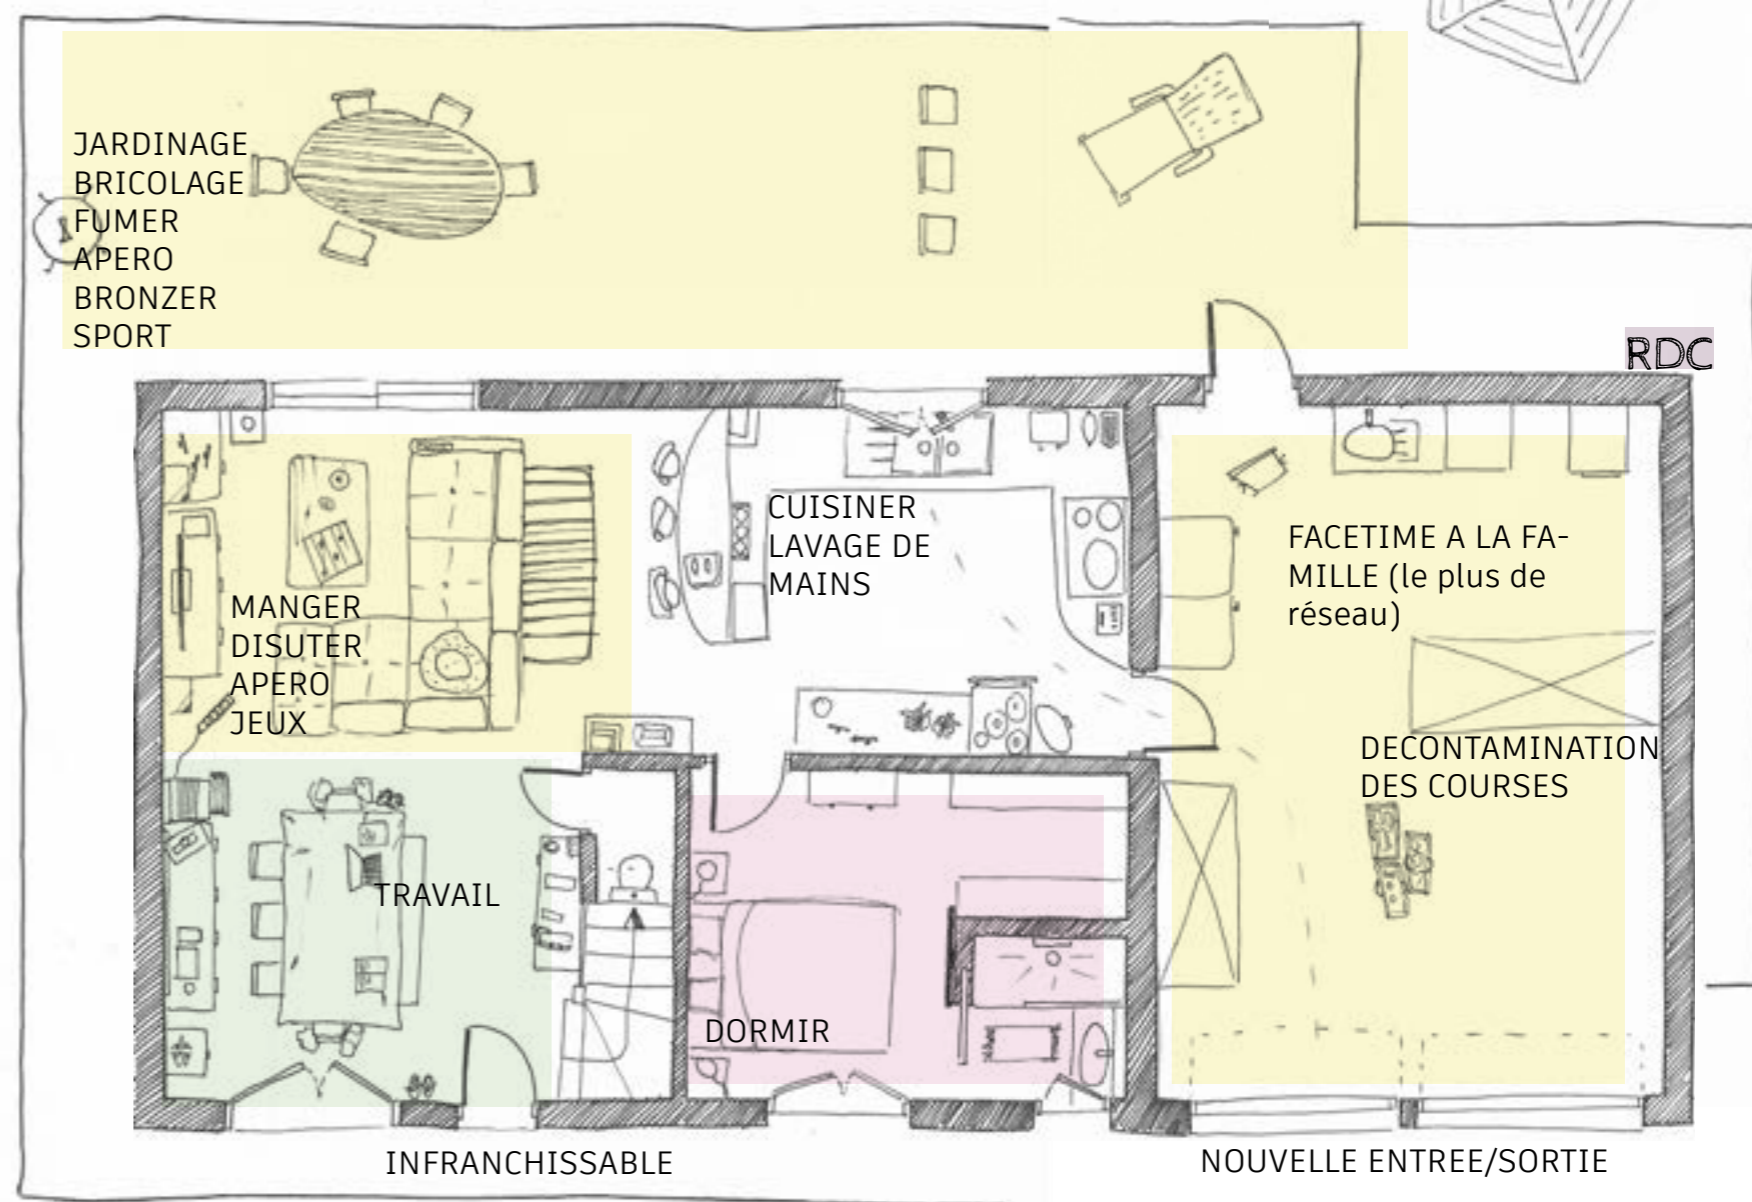 JARDINAGE
BRICOLAGE
FUMER
APERO
BRONZER
SPORT
RDC
CUISINER
LAVAGE DE
MAINS
FACETIME A LA FA-
MILLE (le plus de
réseau)
MANGER
DISUTER
APERO
JEUX
DECONTAMINATION
DES COURSES
TRAVAIL
DORMIR
INFRANCHISSABLE
NOUVELLE ENTREE/SORTIE